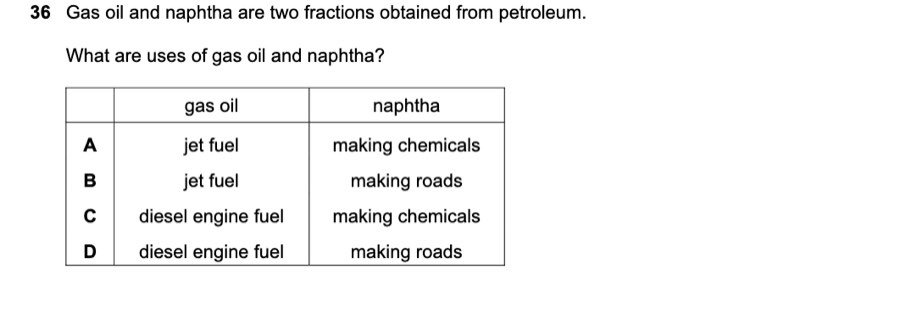 36 Gas oil and naphtha are two fractions obtained from petroleum.
What are uses of gas oil and naphtha?
gas oil naphtha
A jet fuel making chemicals
B jet fuel making roads
C diesel engine fuel making chemicals
D diesel engine fuel making roads